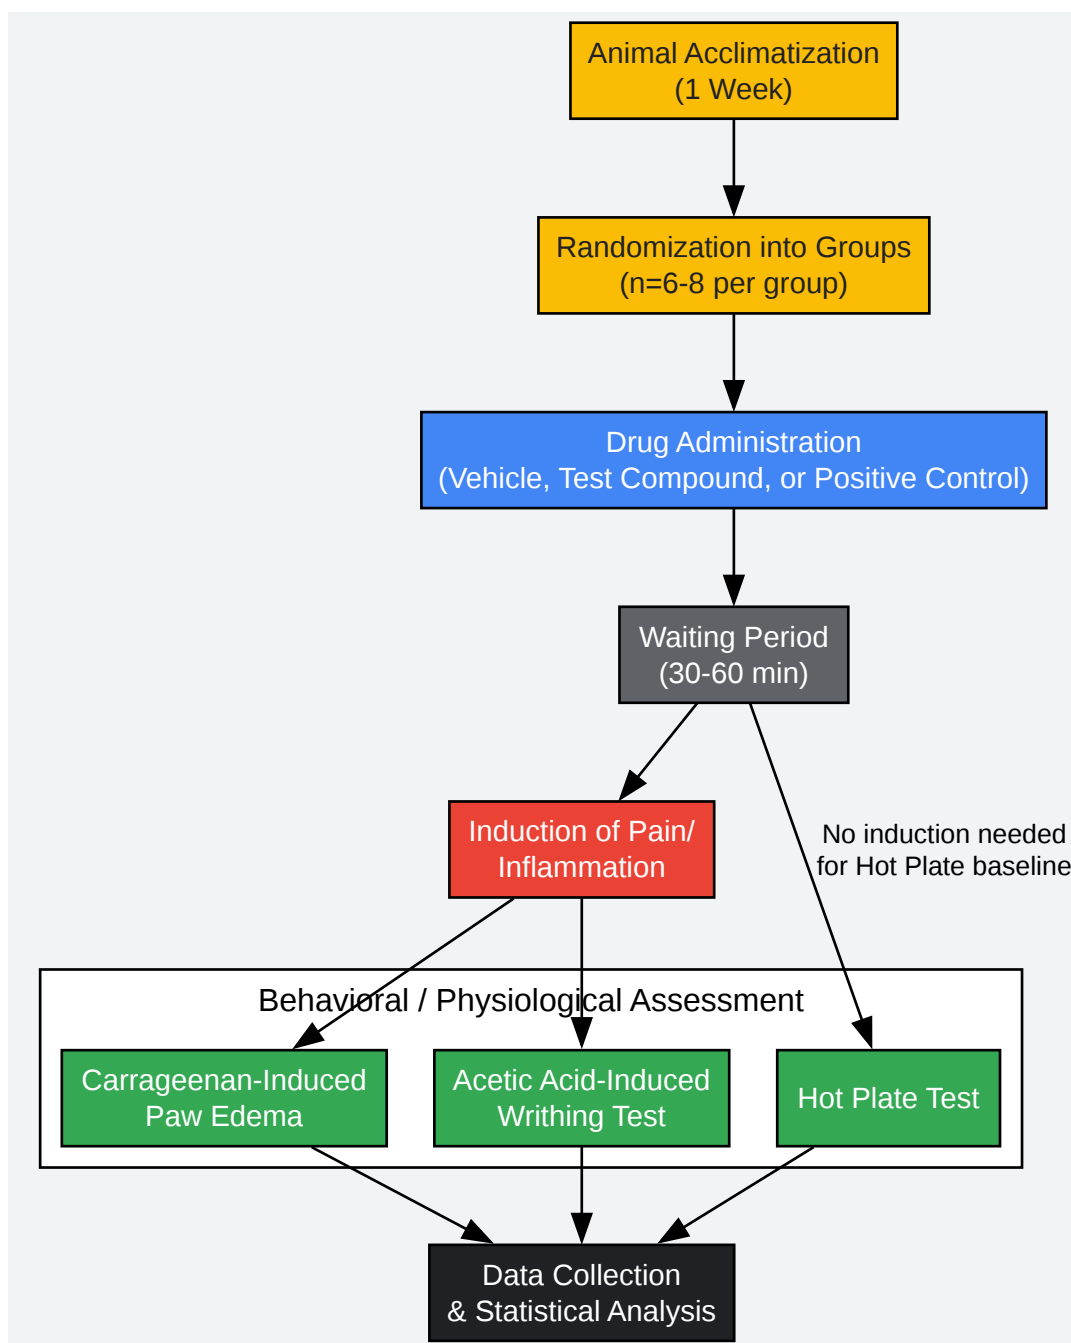 Animal Acclimatization
(1 Week)
Randomization into Groups
(n=6-8 per group)
Drug Administration
(Vehicle, Test Compound, or Positive Control)
Waiting Period
(30-60 min)
Induction of Pain/
Inflammation
No induction needed
for Hot Plate baseline
Behavioral / Physiological Assessment
Carrageenan-Induced
Paw Edema
Acetic Acid-Induced
Writhing Test
Hot Plate Test
Data Collection
& Statistical Analysis